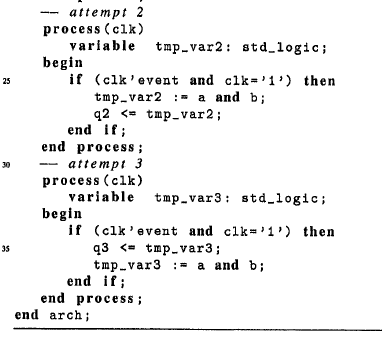 — attempt 2
process(clk)
variable tmp_var2: std_logic;
begin
25 if (clk'event and clk='1') then
tmp_var2 := a and b;
q2 <= tmp_var2;
end if;
end process;
30 — attempt 3
process(clk)
variable tmp_var3: std_logic;
begin
if (clk'event and clk='1') then
35 q3 <= tmp_var3;
tmp_var3 := a and b;
end if;
end process;
end arch;